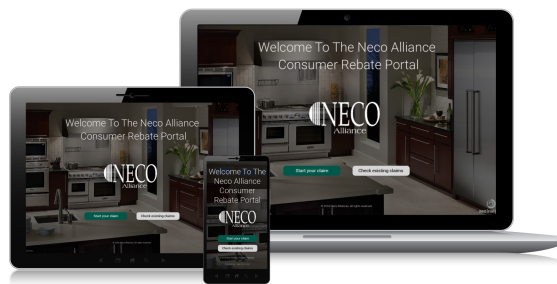 Welcome To The Neco Alliance
Consumer Rebate Portal
NECO
Alliance
Start your claim
Check existing claims
Welcome To The Neco Alliance
Consumer Rebate Portal
NECO
Alliance
Start your claim
Check existing claims
Welcome To The
Neco Alliance
Consumer
Rebate Portal
NECO
Alliance
Start your claim
Check existing claims